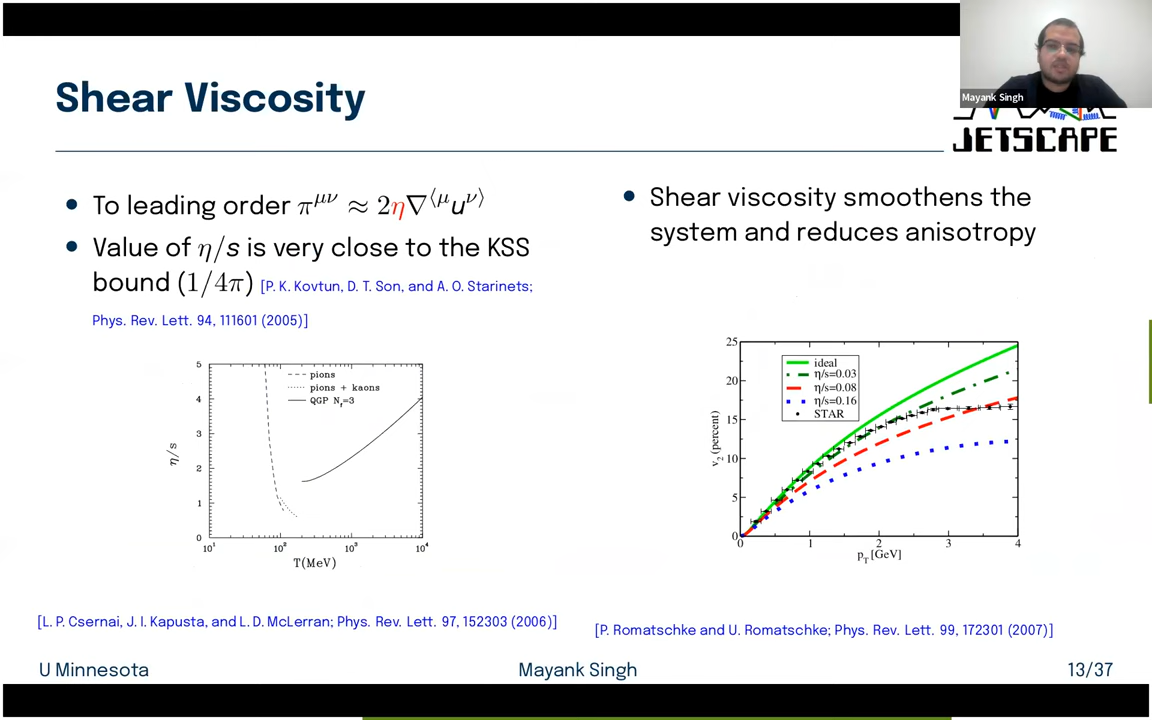 Mayank Singh
JETSCAPE
Shear Viscosity
• To leading order π^{μν} ≈ 2η∇^{⟨μ}u^{ν⟩}
• Value of η/s is very close to the KSS
bound (1/4π) [P. K. Kovtun, D. T. Son, and A. O. Starinets;
Phys. Rev. Lett. 94, 111601 (2005)]
5
4
3
2
1
0
η/s
pions
pions + kaons
QGP N_f=3
10^1 10^2 10^3 10^4
T(MeV)
[L. P. Csernai, J. I. Kapusta, and L. D. McLerran; Phys. Rev. Lett. 97, 152303 (2006)]
• Shear viscosity smoothens the
system and reduces anisotropy
25
20
15
10
5
0
v_2 (percent)
ideal
η/s=0.03
η/s=0.08
η/s=0.16
STAR
0 1 2 3 4
p_T [GeV]
[P. Romatschke and U. Romatschke; Phys. Rev. Lett. 99, 172301 (2007)]
U Minnesota
Mayank Singh
13/37